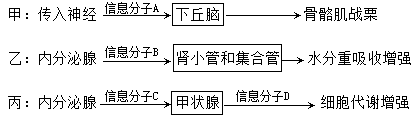 甲：传入神经 信息分子A 下丘脑 骨骼肌战栗
乙：内分泌腺 信息分子B 肾小管和集合管 水分重吸收增强
丙：内分泌腺 信息分子C 甲状腺 信息分子D 细胞代谢增强